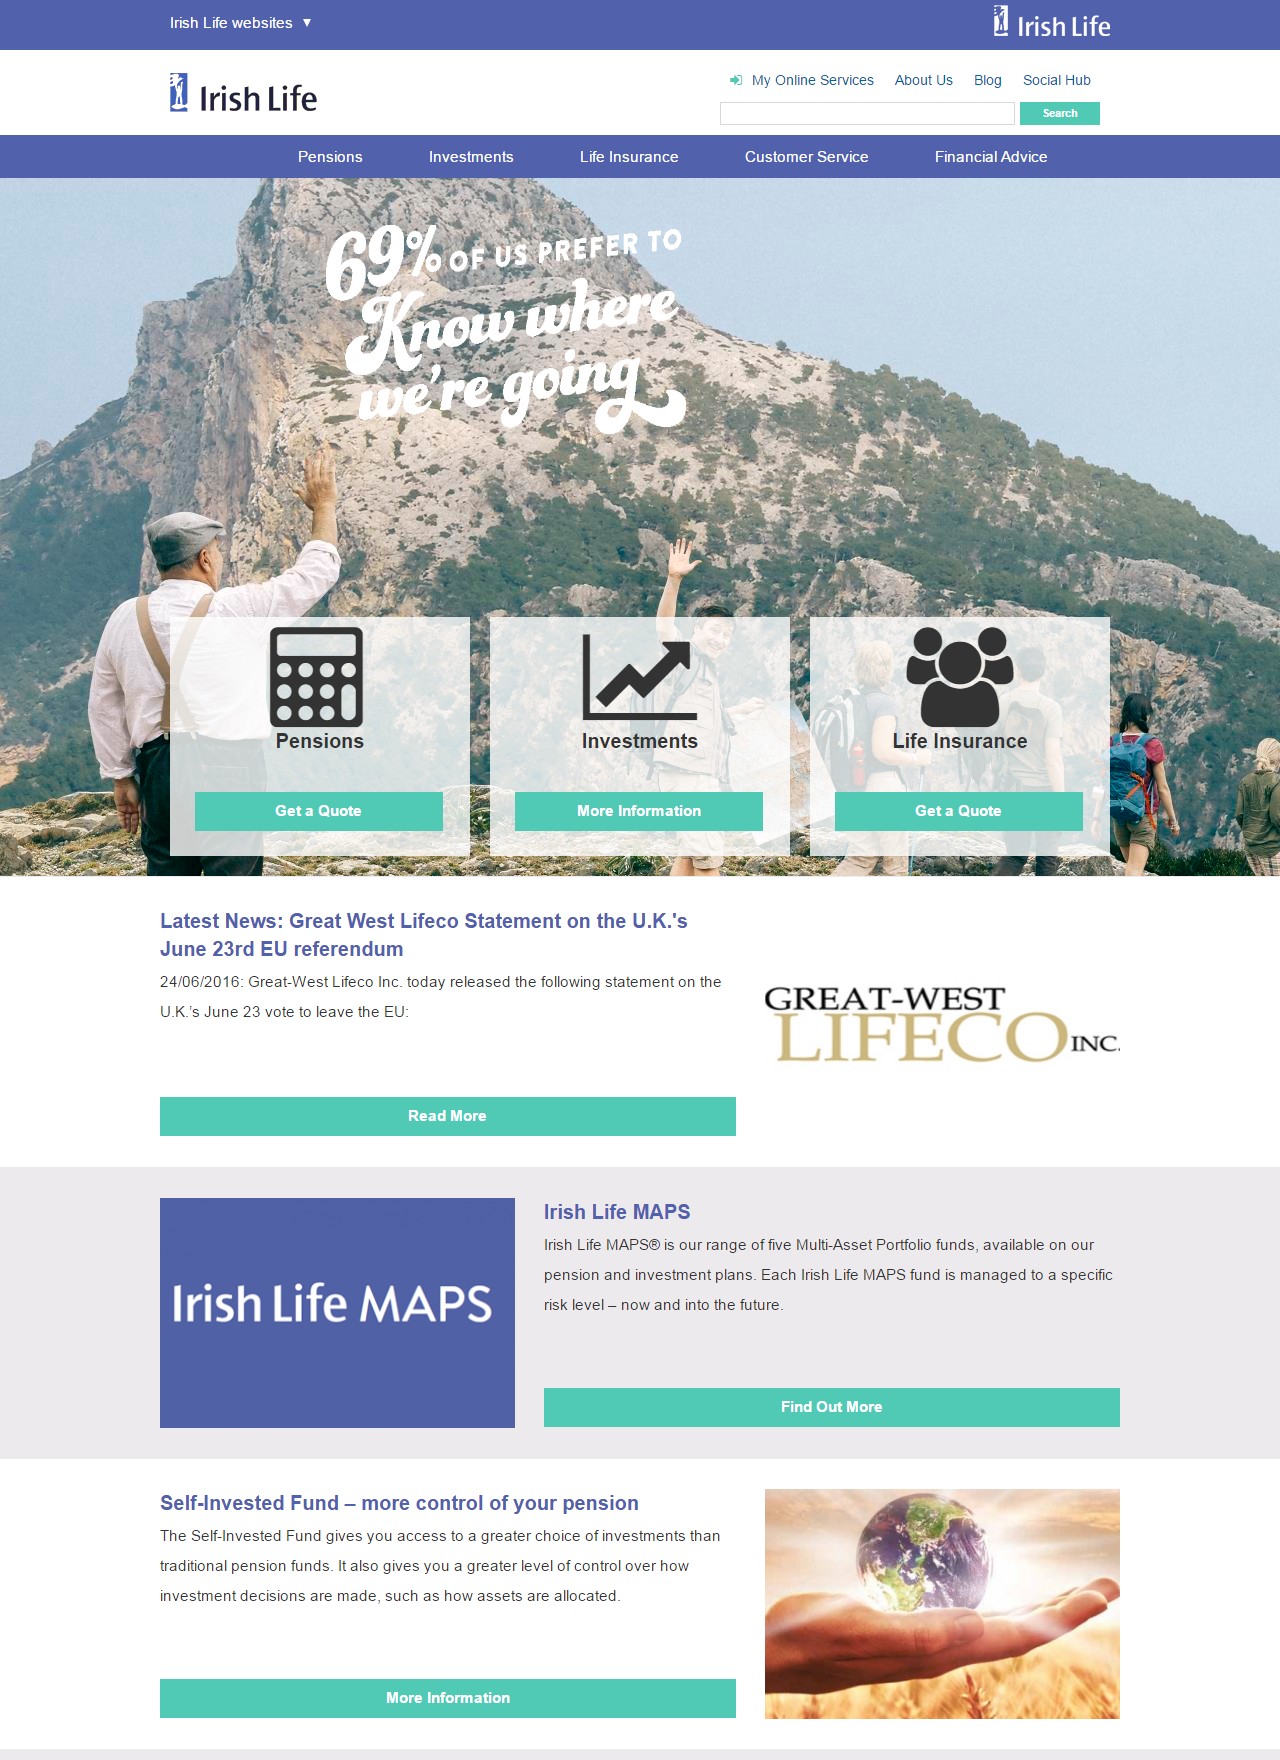 Irish Life websites ▼
Irish Life
Irish Life
My Online Services
About Us
Blog
Social Hub
Search
Pensions
Investments
Life Insurance
Customer Service
Financial Advice
69% OF US PREFER TO
Know where
we're going
Pensions
Get a Quote
Investments
More Information
Life Insurance
Get a Quote
Latest News: Great West Lifeco Statement on the U.K.'s
June 23rd EU referendum
24/06/2016: Great-West Lifeco Inc. today released the following statement on the
U.K.'s June 23 vote to leave the EU:
Read More
GREAT-WEST
LIFECO INC.
Irish Life MAPS
Irish Life MAPS
Irish Life MAPS® is our range of five Multi-Asset Portfolio funds, available on our
pension and investment plans. Each Irish Life MAPS fund is managed to a specific
risk level – now and into the future.
Find Out More
Self-Invested Fund – more control of your pension
The Self-Invested Fund gives you access to a greater choice of investments than
traditional pension funds. It also gives you a greater level of control over how
investment decisions are made, such as how assets are allocated.
More Information